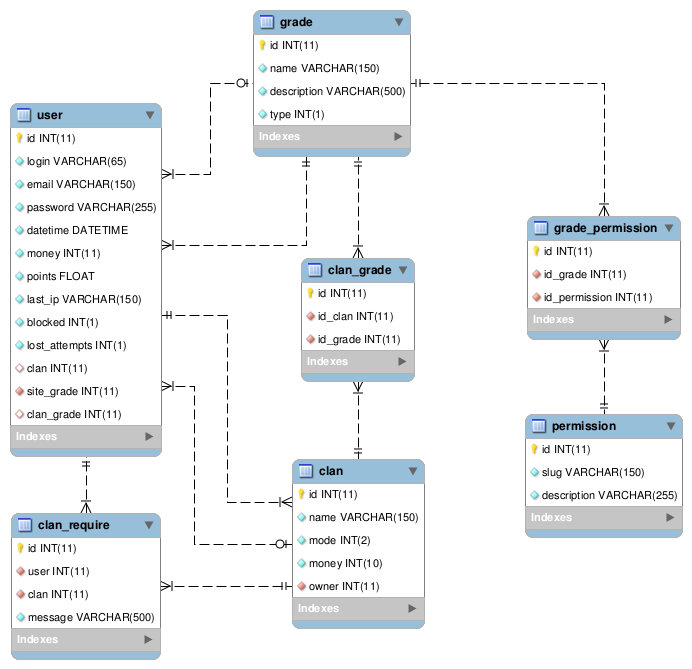 grade
id INT(11)
name VARCHAR(150)
description VARCHAR(500)
type INT(1)
Indexes
user
id INT(11)
login VARCHAR(65)
email VARCHAR(150)
password VARCHAR(255)
datetime DATETIME
money INT(11)
points FLOAT
last_ip VARCHAR(150)
blocked INT(1)
lost_attempts INT(1)
clan INT(11)
site_grade INT(11)
clan_grade INT(11)
Indexes
clan_grade
id INT(11)
id_clan INT(11)
id_grade INT(11)
Indexes
grade_permission
id INT(11)
id_grade INT(11)
id_permission INT(11)
Indexes
permission
id INT(11)
slug VARCHAR(150)
description VARCHAR(255)
Indexes
clan
id INT(11)
name VARCHAR(150)
mode INT(2)
money INT(10)
owner INT(11)
Indexes
clan_require
id INT(11)
user INT(11)
clan INT(11)
message VARCHAR(500)
Indexes